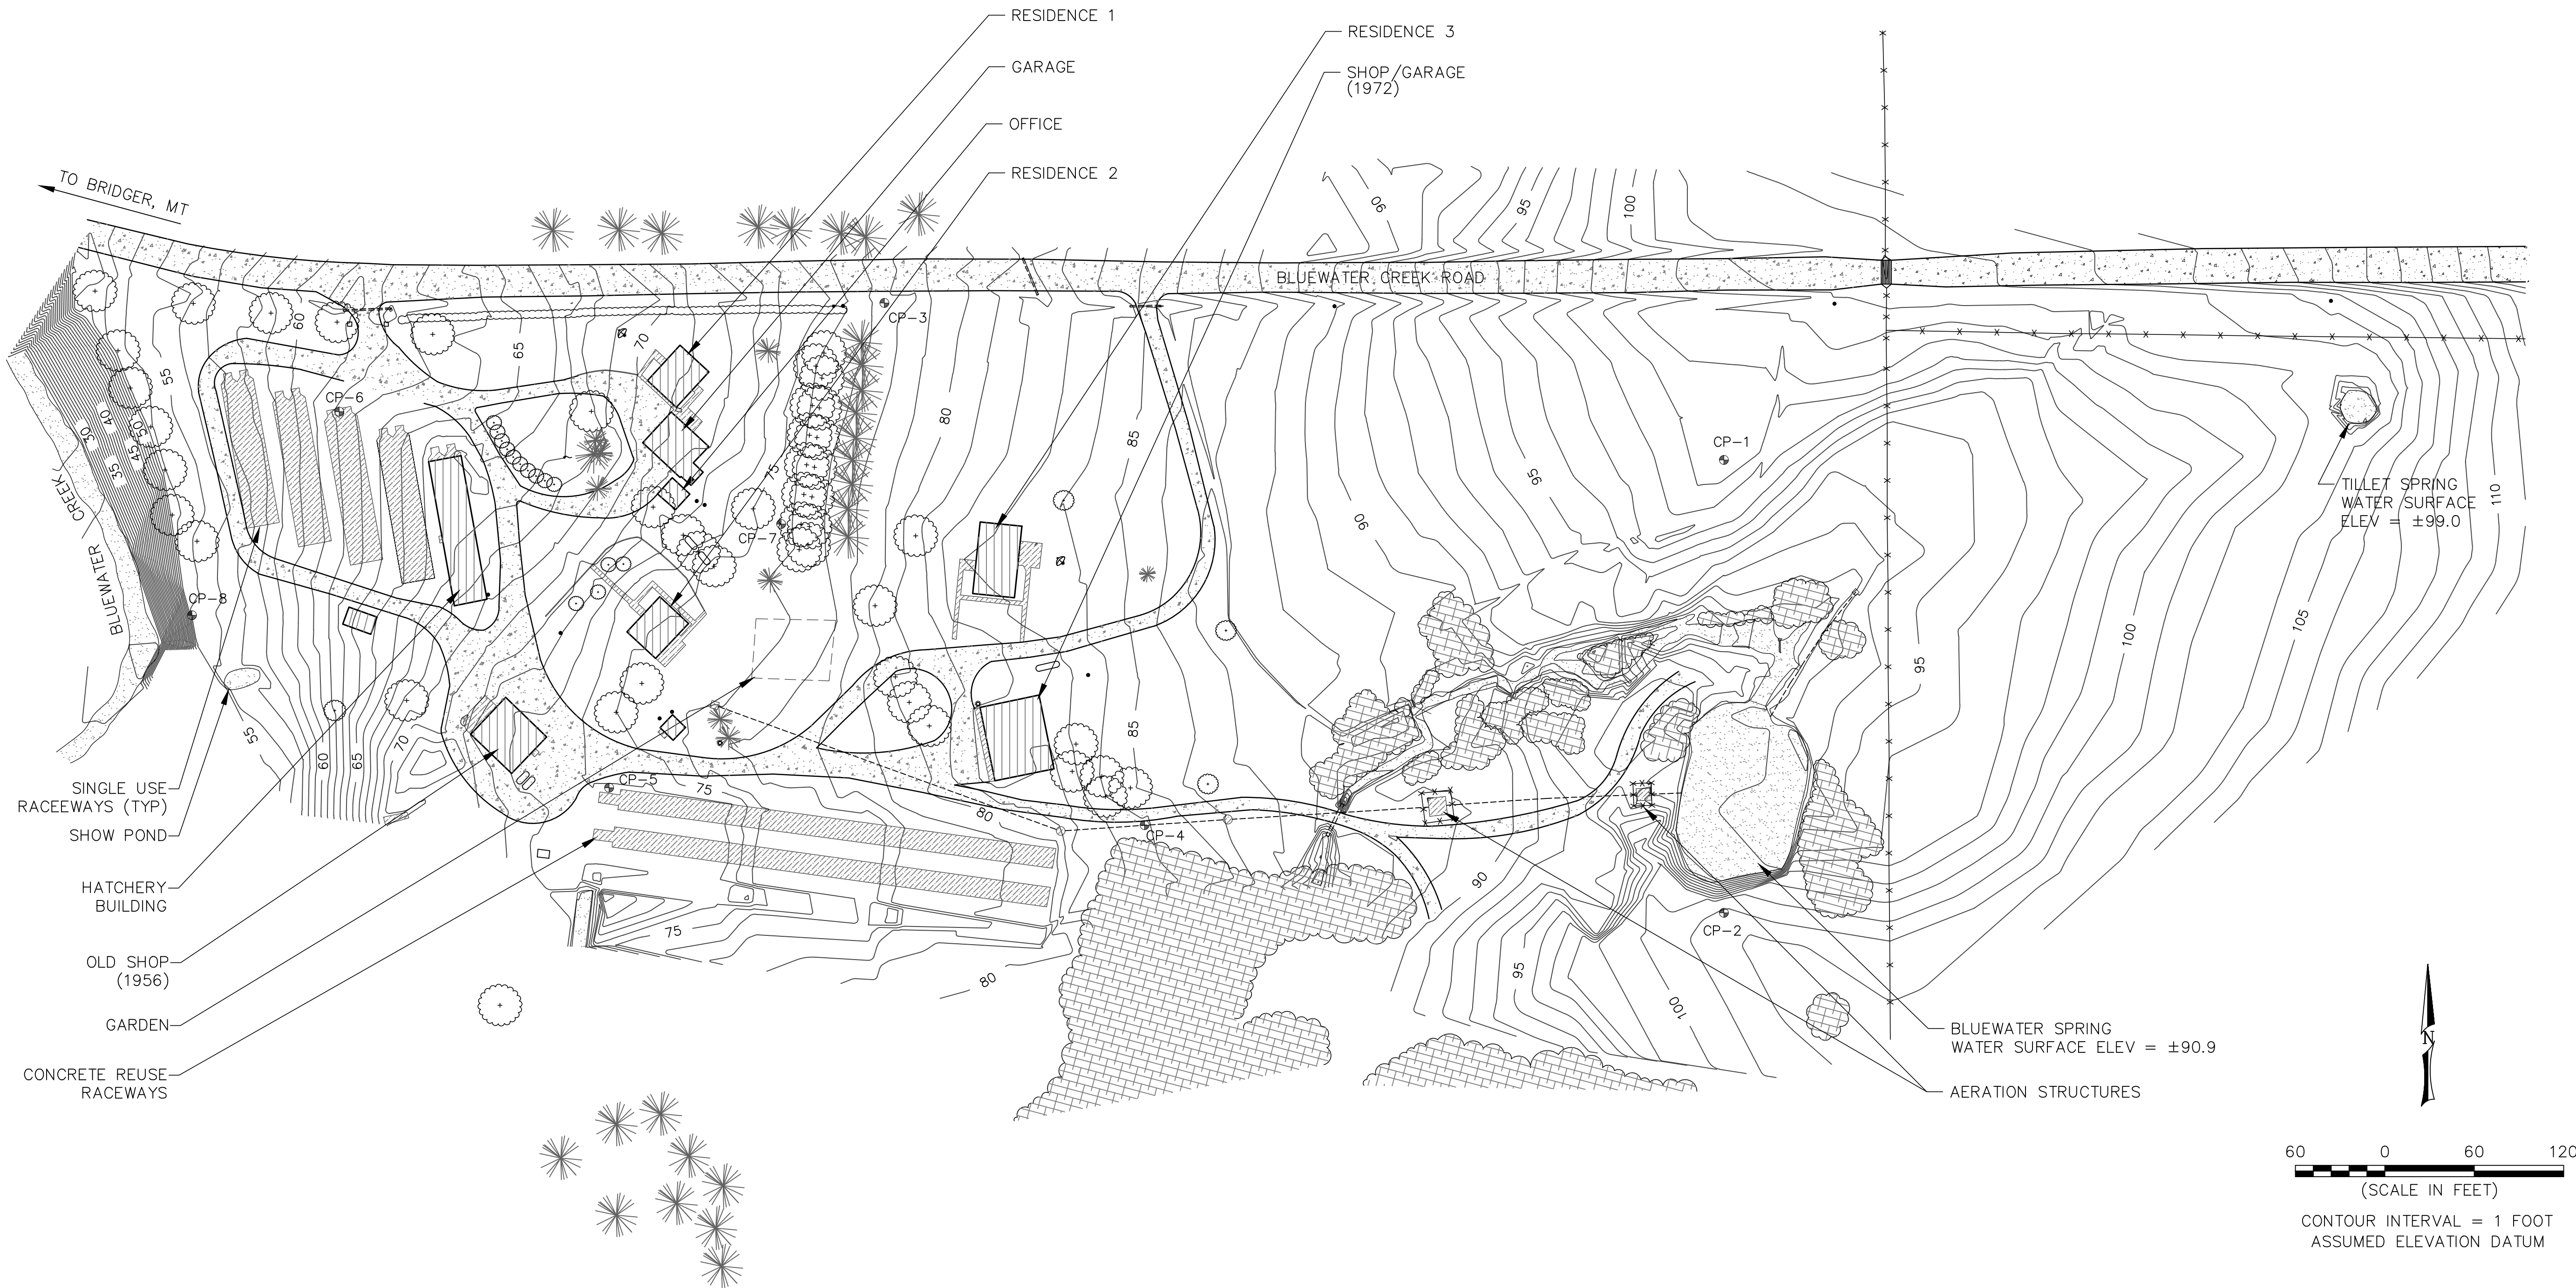 RESIDENCE 1
GARAGE
OFFICE
RESIDENCE 2
RESIDENCE 3
SHOP/GARAGE
(1972)
TO BRIDGER, MT
BLUEWATER CREEK ROAD
90
95
100
60
55
65
70
75
80
85
90
95
CP-3
CP-6
CP-7
CP-1
CP-8
30
35
40
45
50
BLUEWATER CREEK
TILLET SPRING
WATER SURFACE
ELEV = ±99.0
110
105
100
95
55
60
65
70
CP-5
75
80
85
CP-4
90
CP-2
75
80
95
100
SINGLE USE
RACEEWAYS (TYP)
SHOW POND
HATCHERY
BUILDING
OLD SHOP
(1956)
GARDEN
CONCRETE REUSE
RACEWAYS
BLUEWATER SPRING
WATER SURFACE ELEV = ±90.9
AERATION STRUCTURES
N
60 0 60 120
(SCALE IN FEET)
CONTOUR INTERVAL = 1 FOOT
ASSUMED ELEVATION DATUM